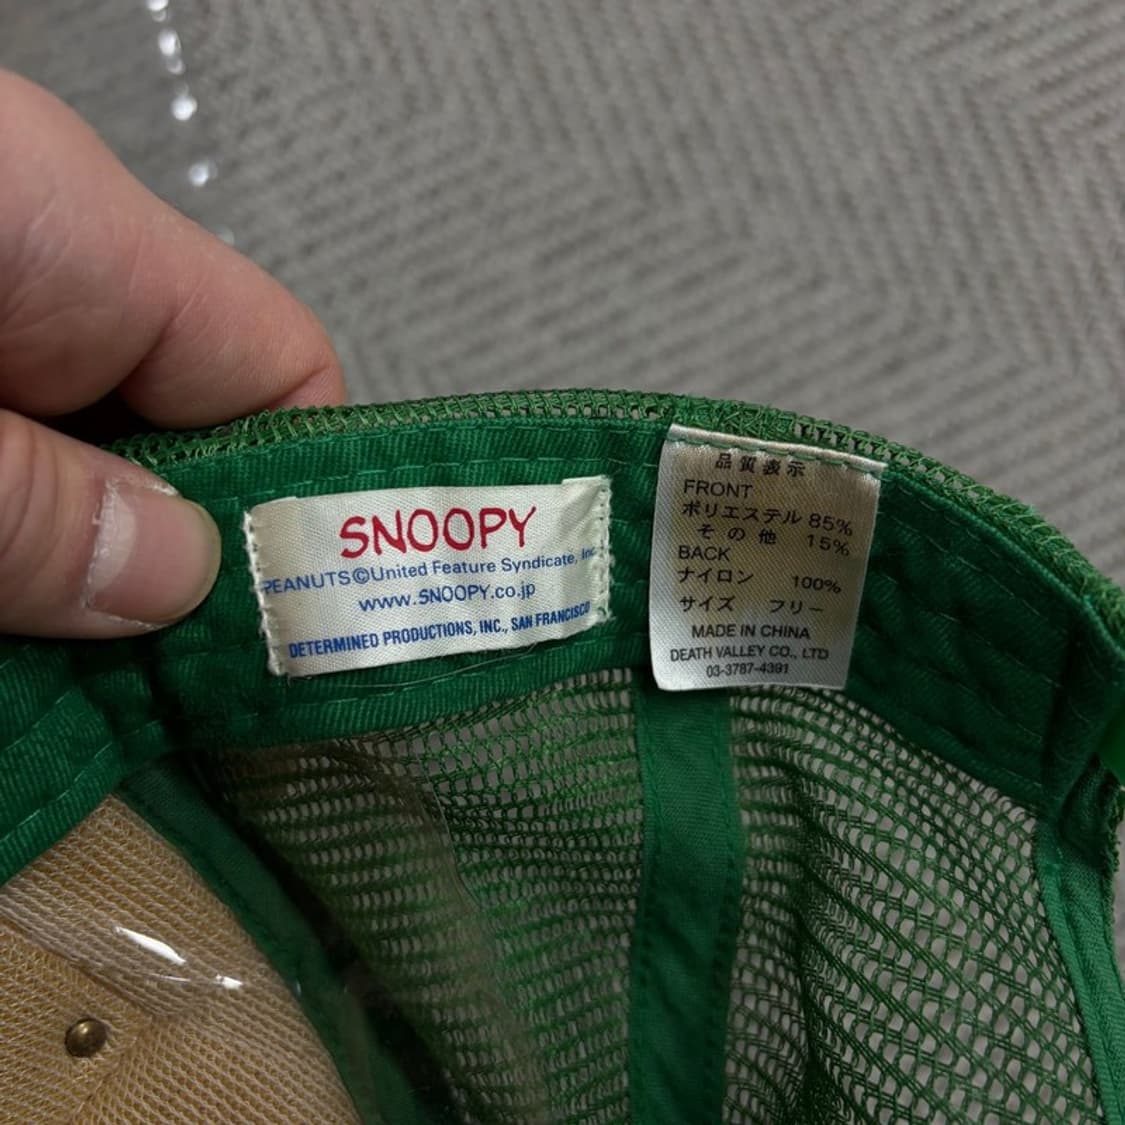 SNOOPY
PEANUTS©United Feature Syndicate, Inc.
www.SNOOPY.co.jp
DETERMINED PRODUCTIONS, INC., SAN FRANCISCO
品質表示
FRONT
ポリエステル 85%
その他 15%
BACK
ナイロン 100%
サイズ フリー
MADE IN CHINA
DEATH VALLEY CO., LTD
03-3787-4391